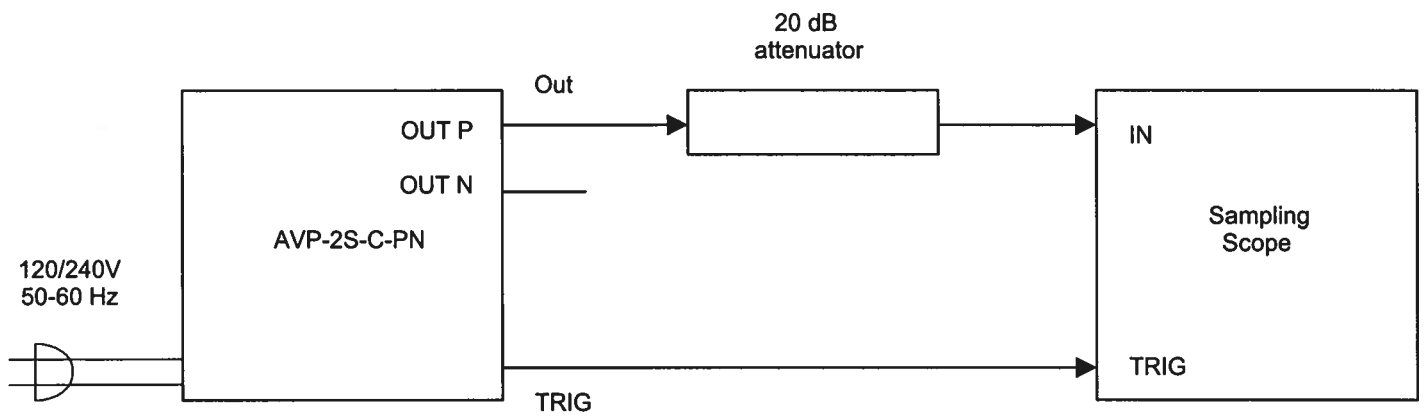 20 dB
attenuator
Out
OUT P
IN
OUT N
AVP-2S-C-PN
Sampling
Scope
120/240V
50-60 Hz
TRIG
TRIG